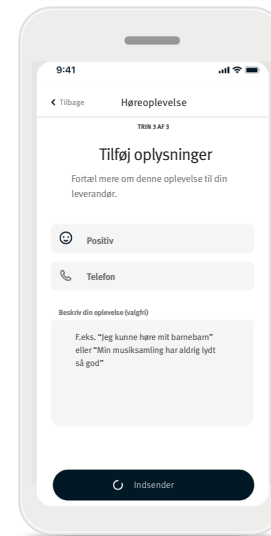 9:41
Tilbage
Høreoplevelse
TRIN 3 AF 3
Tilføj oplysninger
Fortæl mere om denne oplevelse til din
leverandør.
Positiv
Telefon
Beskriv din oplevelse (valgfri)
F.eks. “Jeg kunne høre mit barnebarn”
eller “Min musiksamling har aldrig lydt
så god”
Indsender